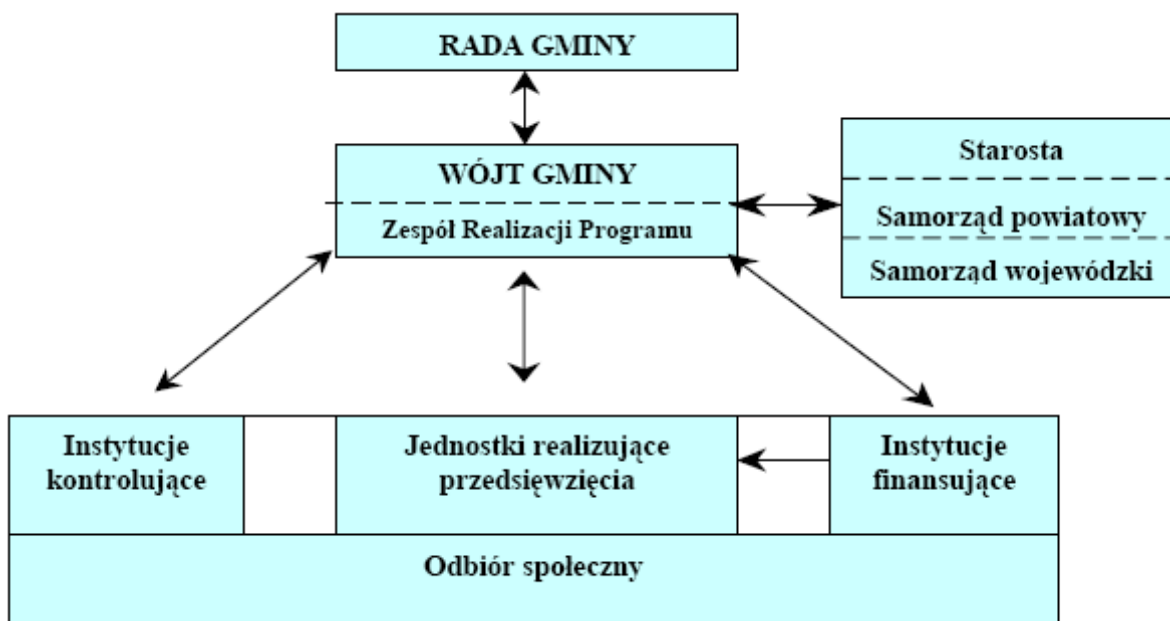 RADA GMINY
WÓJT GMINY
Zespół Realizacji Programu
Starosta
Samorząd powiatowy
Samorząd wojewódzki
Instytucje
kontrolujące
Jednostki realizujące
przedsięwzięcia
Instytucje
finansujące
Odbiór społeczny